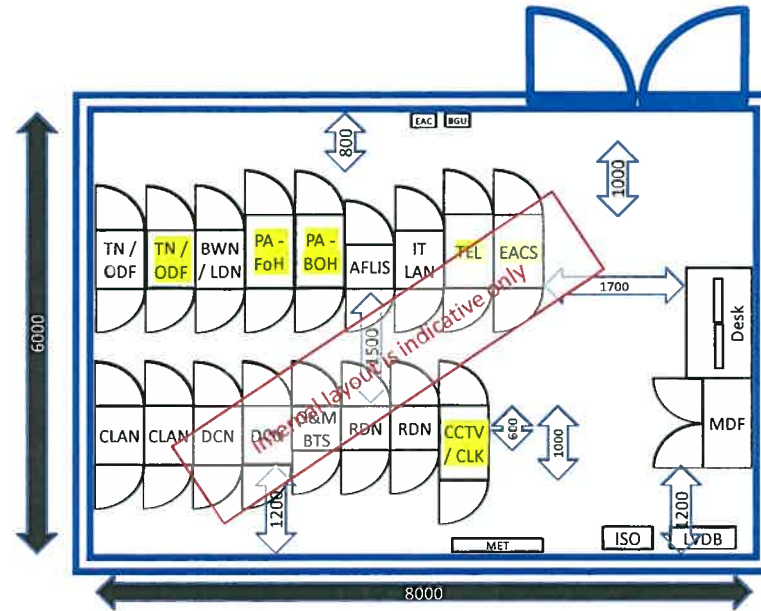 EAC
BGU
800
1000
TN /
ODF
TN /
ODF
BWN
/ LDN
PA -
FoH
PA -
BOH
AFLIS
IT
LAN
TEL
EACS
1700
Desk
6000
1500
Internal layout is indicative only
CLAN
CLAN
DCN
DCN
BTS
RDN
RDN
CCTV
/ CLK
600
1000
MDF
1200
1200
MET
ISO
LVDB
8000